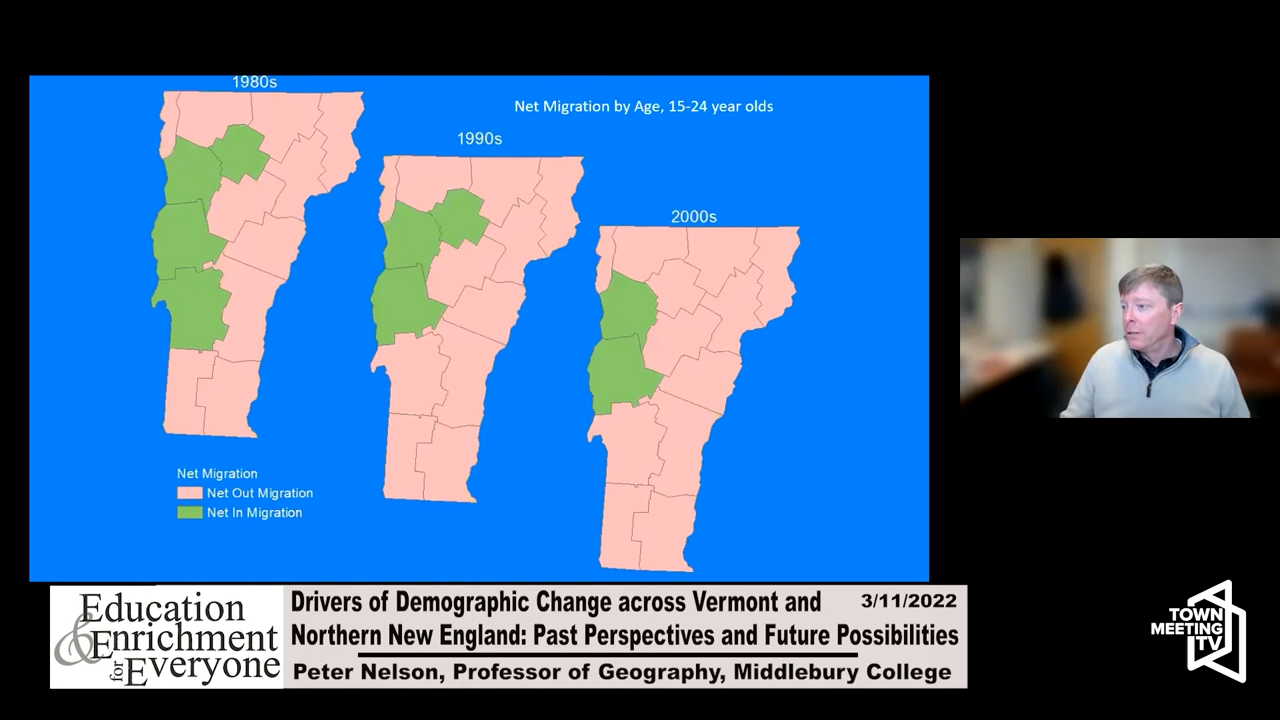 1980s
Net Migration by Age, 15-24 year olds
1990s
2000s
Net Migration
Net Out Migration
Net In Migration
Education
& Enrichment
for Everyone
Drivers of Demographic Change across Vermont and
3/11/2022
Northern New England: Past Perspectives and Future Possibilities
Peter Nelson, Professor of Geography, Middlebury College
TOWN
MEETING
TV